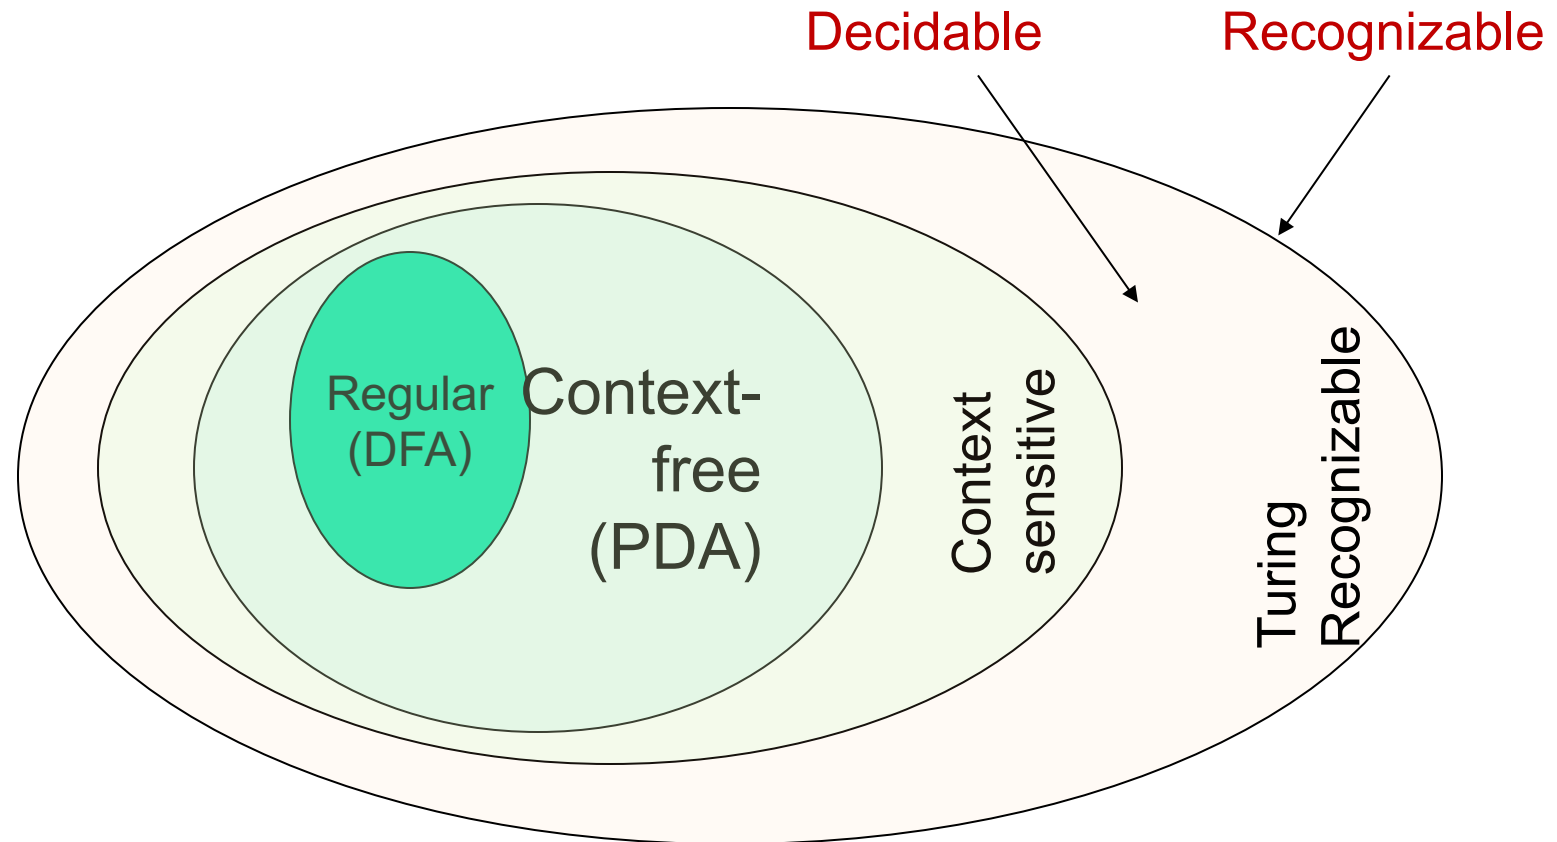 Decidable
Recognizable
Regular
(DFA)
Context-
free
(PDA)
Context
sensitive
Turing
Recognizable